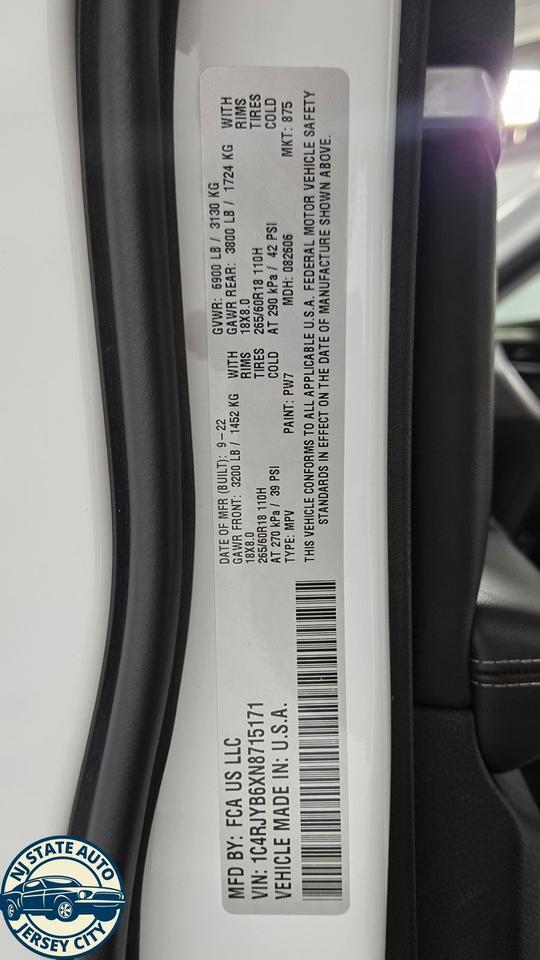 MFD BY: FCA US LLC
VIN: 1C4RJYB6XN8715171
VEHICLE MADE IN: U.S.A.
DATE OF MFR (BUILT): 9-22 GVWR: 6900 LB / 3130 KG
GAWR FRONT: 3200 LB / 1452 KG WITH GAWR REAR: 3800 LB / 1724 KG WITH
18X8.0 RIMS 18X8.0 RIMS
265/60R18 110H TIRES 265/60R18 110H TIRES
AT 270 kPa / 39 PSI COLD AT 290 kPa / 42 PSI COLD
TYPE: MPV PAINT: PW7 MDH: 082606 MKT: 875
THIS VEHICLE CONFORMS TO ALL APPLICABLE U.S.A. FEDERAL MOTOR VEHICLE SAFETY
STANDARDS IN EFFECT ON THE DATE OF MANUFACTURE SHOWN ABOVE.
NJ STATE AUTO
JERSEY CITY